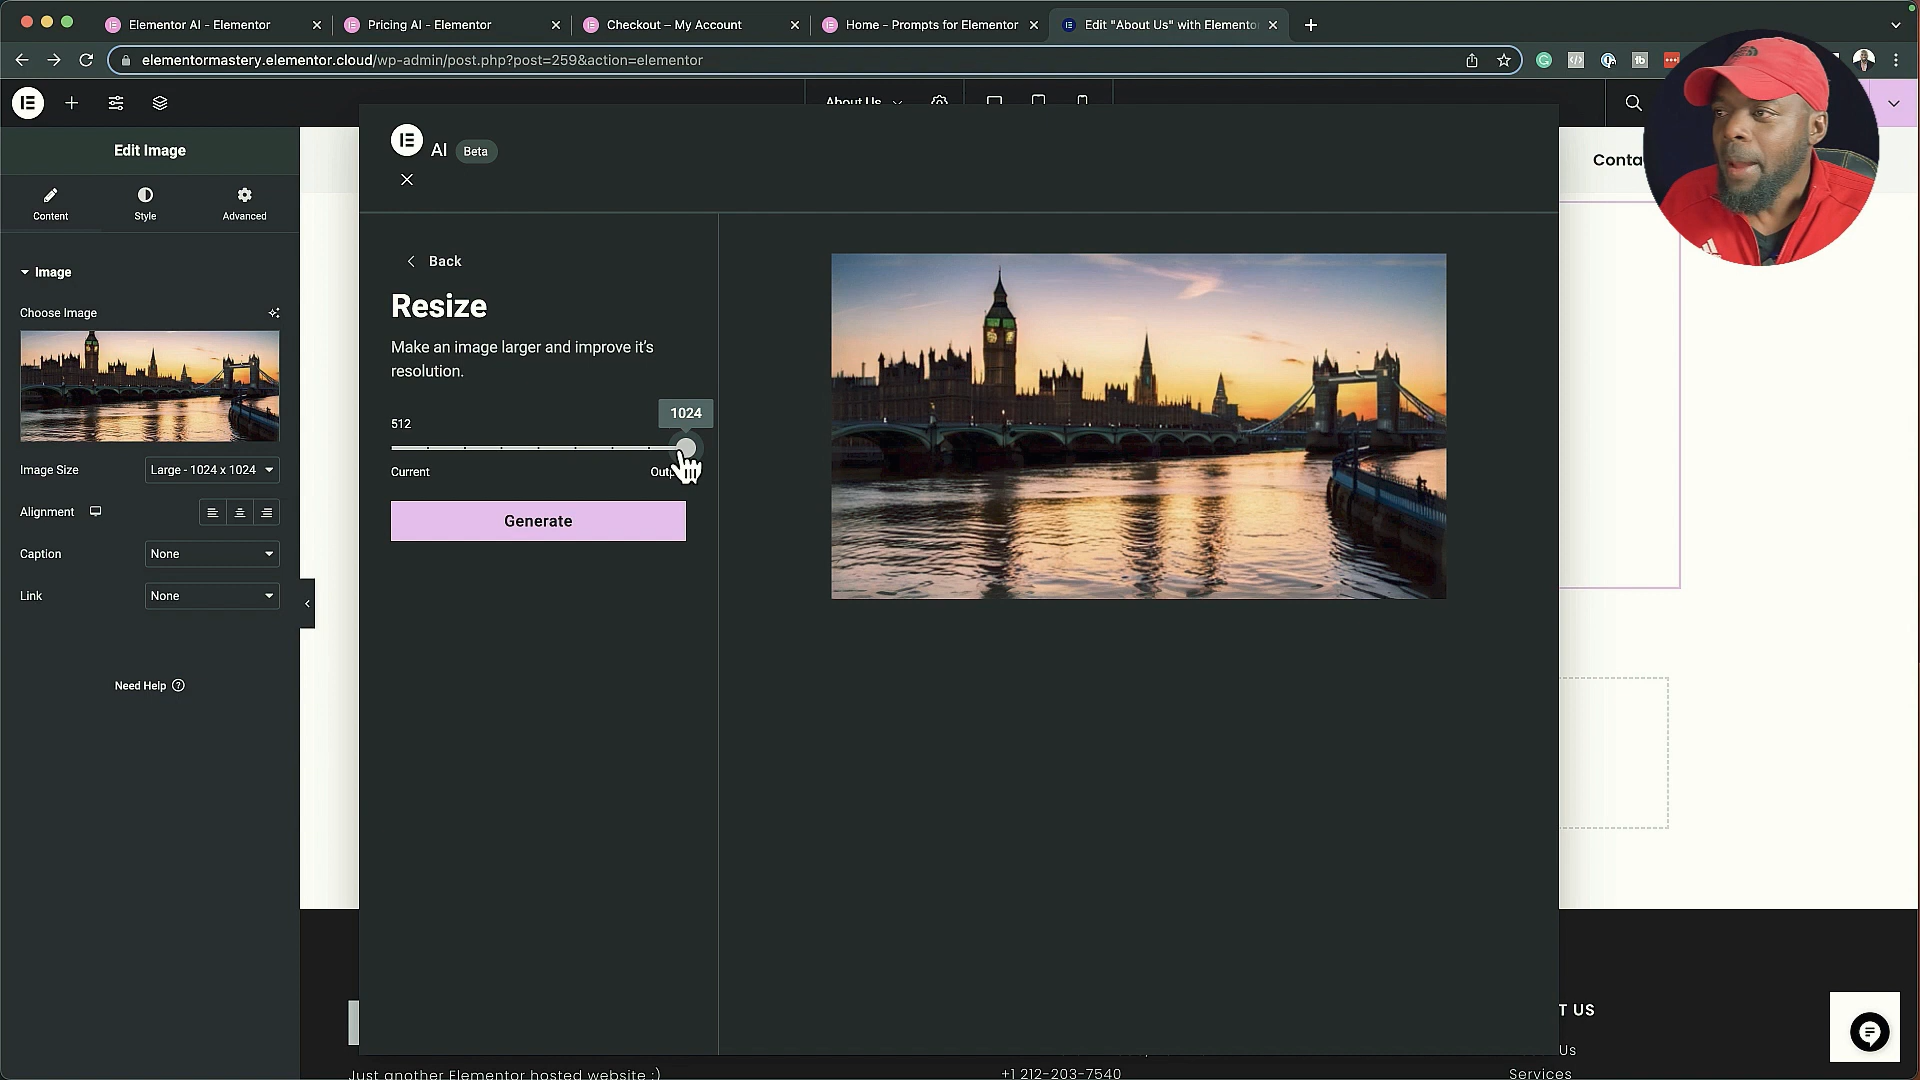 Elementor AI - Elementor
Pricing AI - Elementor
Checkout – My Account
Home - Prompts for Elementor
Edit "About Us" with Elemento
elementormastery.elementor.cloud/wp-admin/post.php?post=259&action=elementor
About Us
Edit Image
Content
Style
Advanced
Image
Choose Image
Image Size
Large - 1024 x 1024
Alignment
Caption
None
Link
None
Need Help
AI
Beta
Back
Resize
Make an image larger and improve it's
resolution.
512
1024
Current
Outp
Generate
Conta
T US
Us
Just another Elementor hosted website :)
+1 212-203-7540
Services